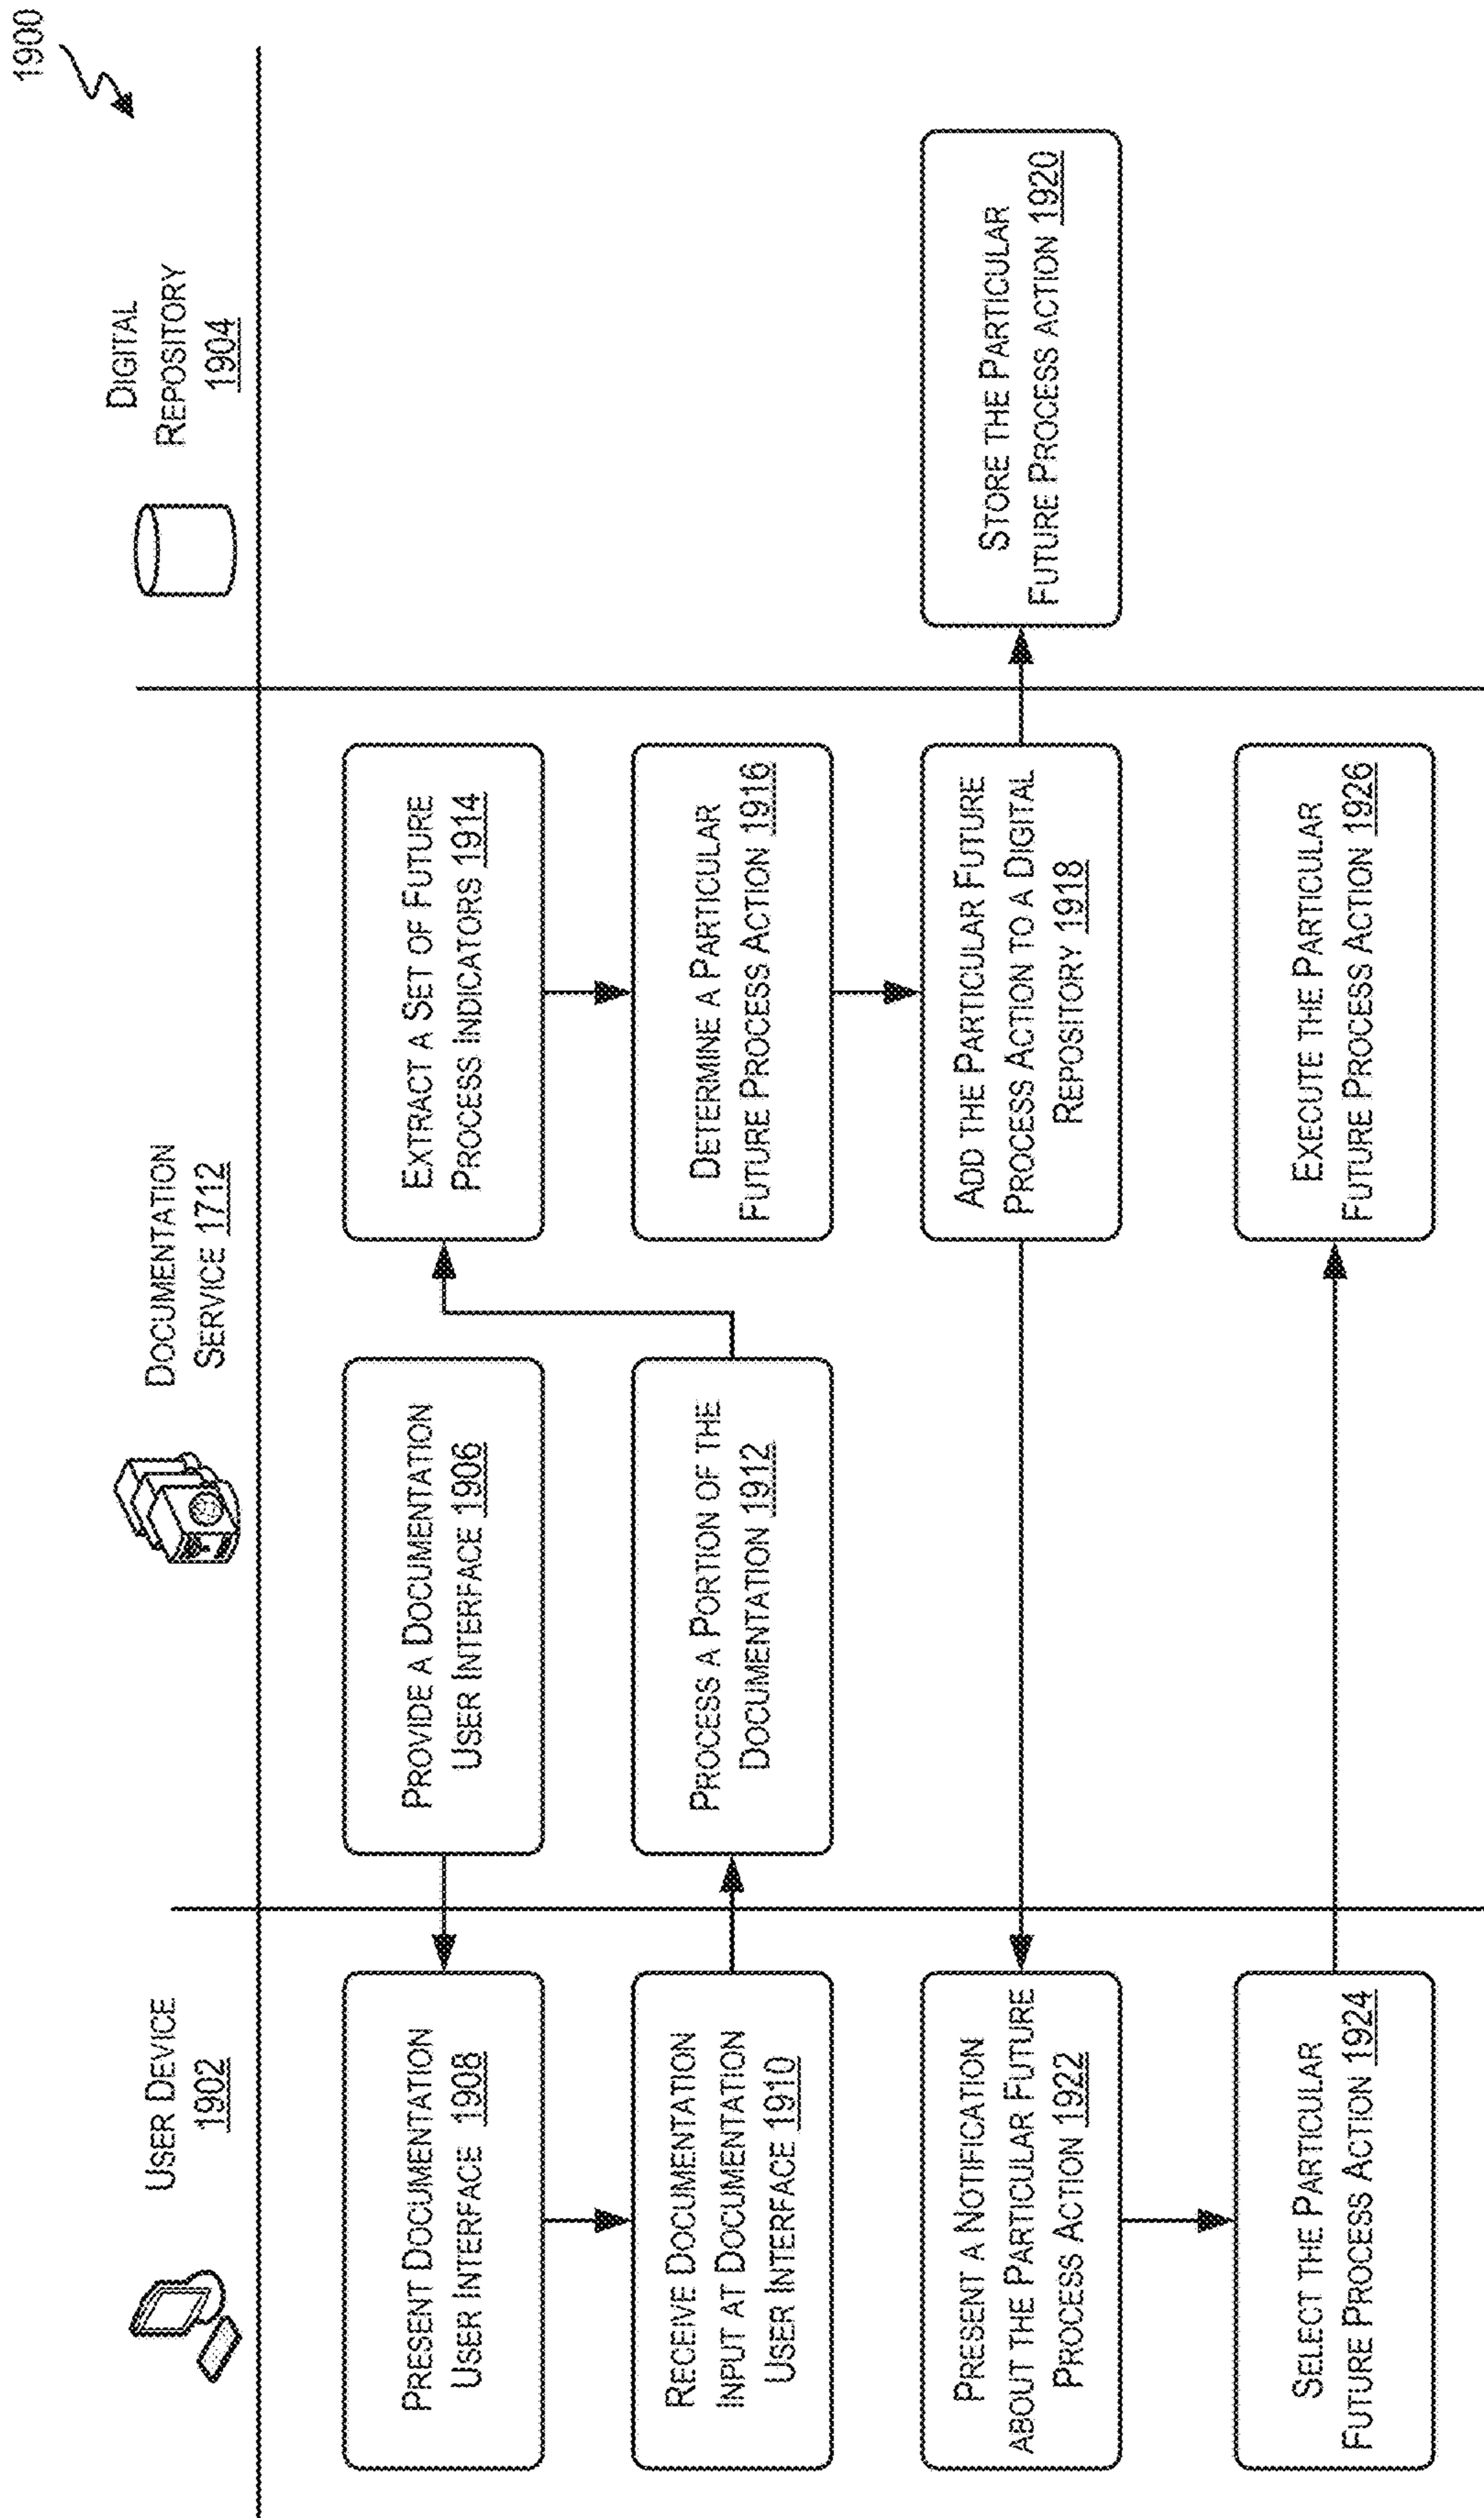 1900
USER DEVICE
1902
DOCUMENTATION
SERVICE 1712
DIGITAL
REPOSITORY
1904
PRESENT DOCUMENTATION
USER INTERFACE 1908
PROVIDE A DOCUMENTATION
USER INTERFACE 1906
EXTRACT A SET OF FUTURE
PROCESS INDICATORS 1914
RECEIVE DOCUMENTATION
INPUT AT DOCUMENTATION
USER INTERFACE 1910
PROCESS A PORTION OF THE
DOCUMENTATION 1912
DETERMINE A PARTICULAR
FUTURE PROCESS ACTION 1916
PRESENT A NOTIFICATION
ABOUT THE PARTICULAR FUTURE
PROCESS ACTION 1922
ADD THE PARTICULAR FUTURE
PROCESS ACTION TO A DIGITAL
REPOSITORY 1918
STORE THE PARTICULAR
FUTURE PROCESS ACTION 1920
SELECT THE PARTICULAR
FUTURE PROCESS ACTION 1924
EXECUTE THE PARTICULAR
FUTURE PROCESS ACTION 1926